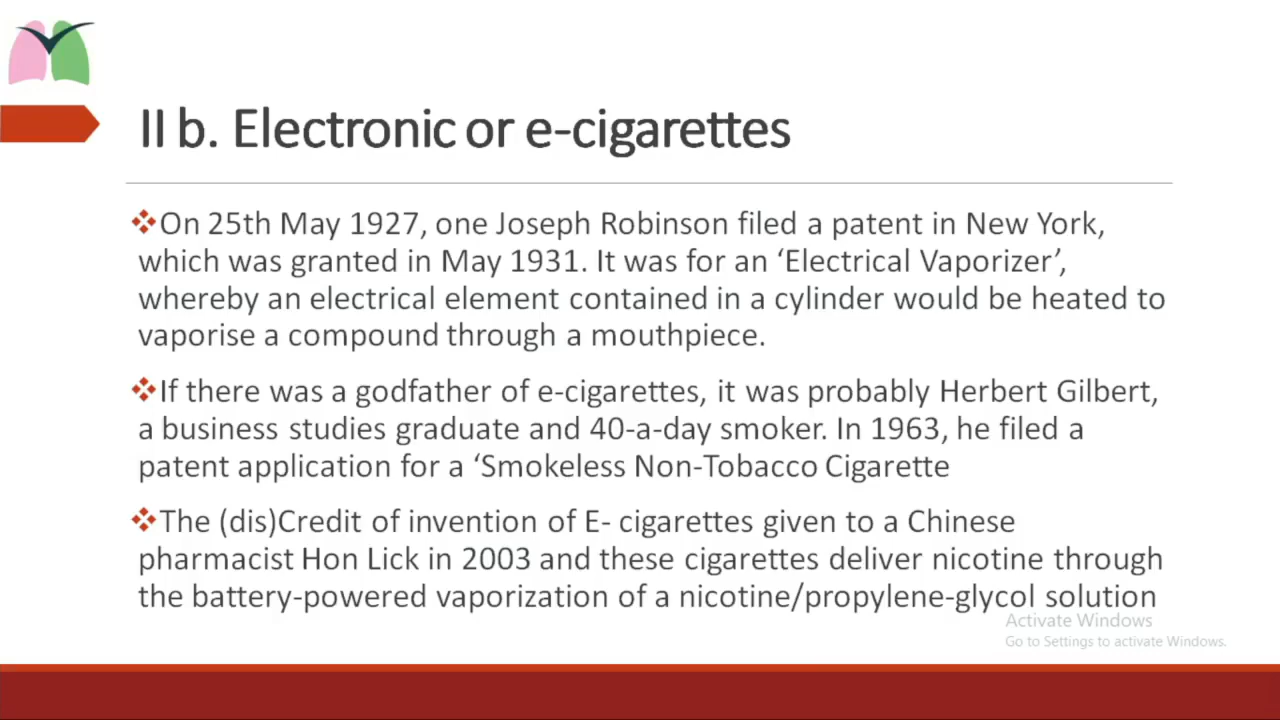 II b. Electronic or e-cigarettes
❖On 25th May 1927, one Joseph Robinson filed a patent in New York,
which was granted in May 1931. It was for an ‘Electrical Vaporizer’,
whereby an electrical element contained in a cylinder would be heated to
vaporise a compound through a mouthpiece.
❖If there was a godfather of e-cigarettes, it was probably Herbert Gilbert,
a business studies graduate and 40-a-day smoker. In 1963, he filed a
patent application for a ‘Smokeless Non-Tobacco Cigarette
❖The (dis)Credit of invention of E- cigarettes given to a Chinese
pharmacist Hon Lick in 2003 and these cigarettes deliver nicotine through
the battery-powered vaporization of a nicotine/propylene-glycol solution
Activate Windows
Go to Settings to activate Windows.